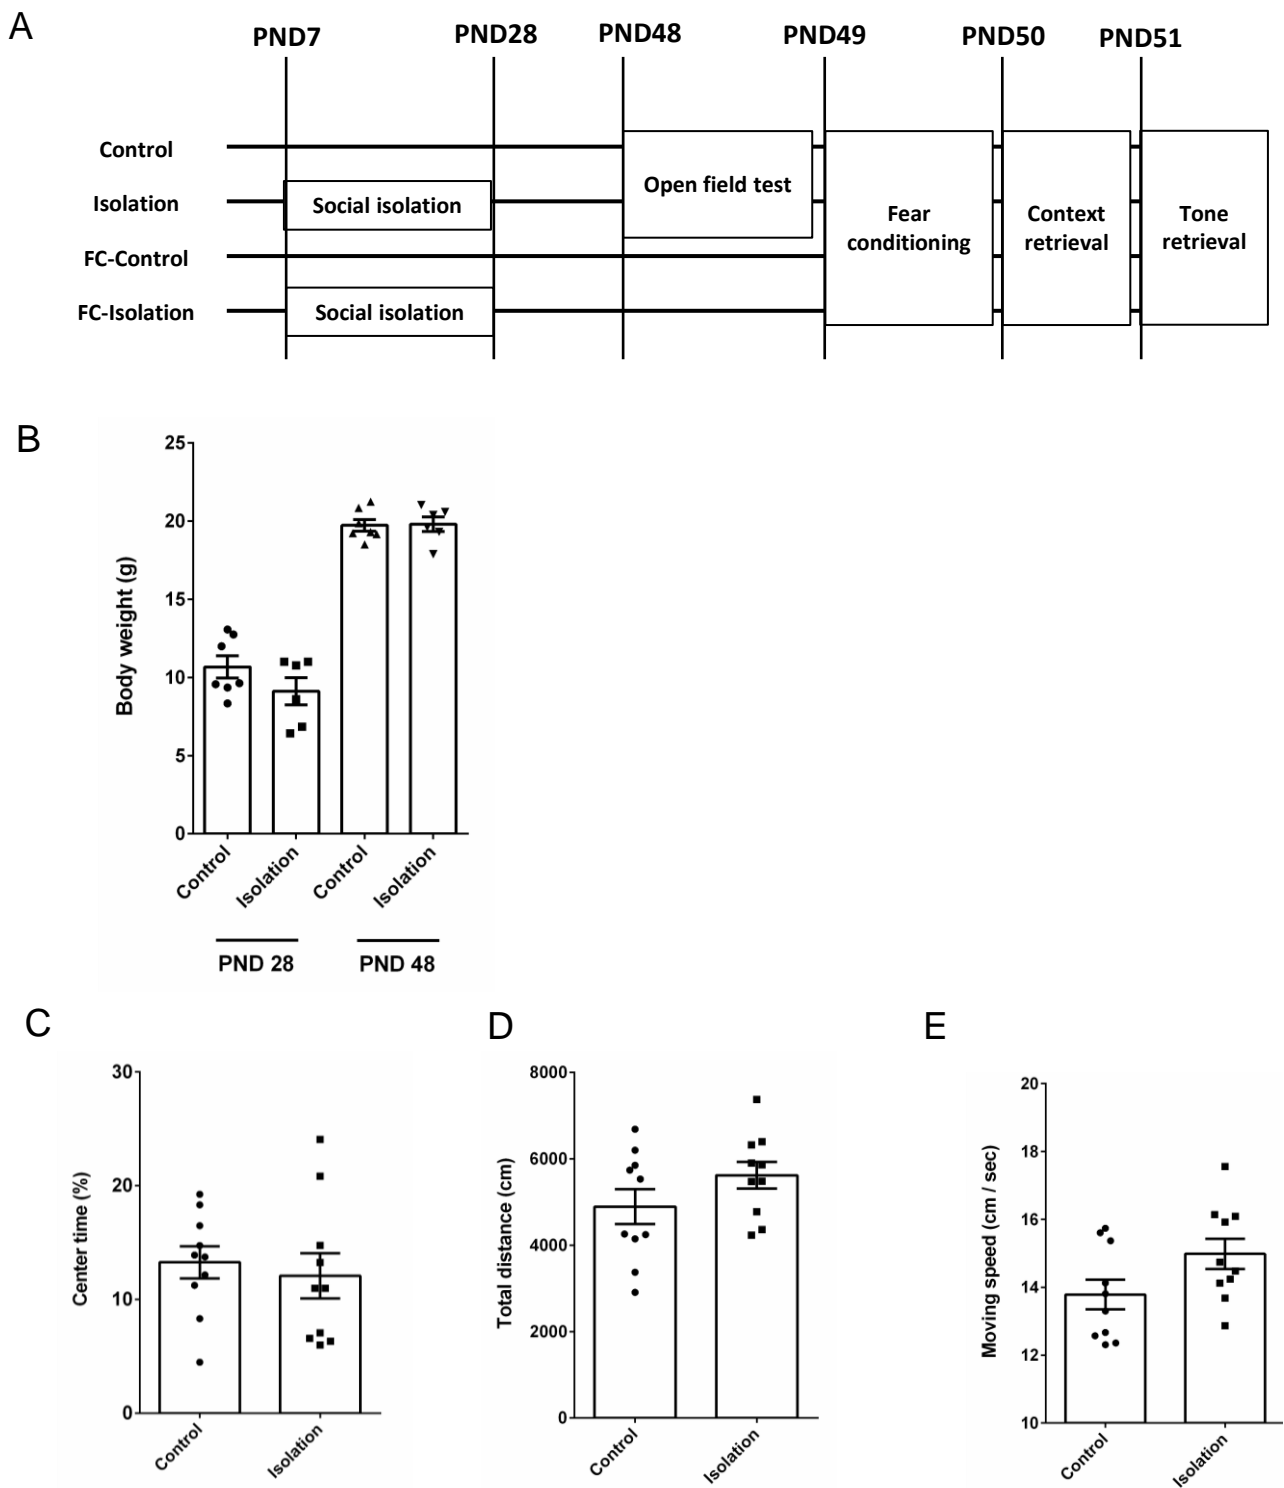 A
PND7 PND28 PND48 PND49 PND50 PND51
Control
Isolation
FC-Control
FC-Isolation
Social isolation
Social isolation
Open field test
Fear
conditioning
Context
retrieval
Tone
retrieval
B
Body weight (g)
25
20
15
10
5
0
Control
Isolation
Control
Isolation
PND 28
PND 48
C
Center time (%)
30
20
10
0
Control
Isolation
D
Total distance (cm)
8000
6000
4000
2000
0
Control
Isolation
E
Moving speed (cm / sec)
20
18
16
14
12
10
Control
Isolation